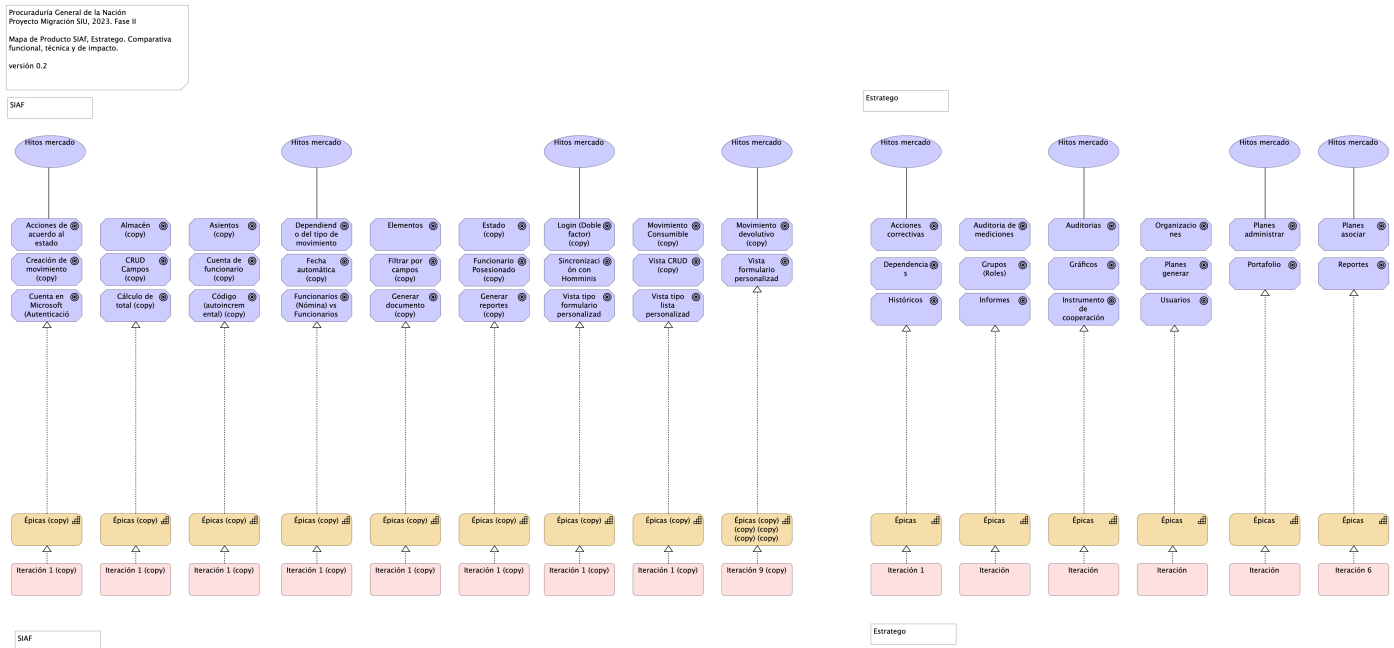 Procuraduría General de la Nación
Proyecto Migración SIU, 2023. Fase II
Mapa de Producto SIAf, Estratego. Comparativa
funcional, técnica y de impacto.
versión 0.2
SIAF
Estratego
Hitos mercado
Hitos mercado
Hitos mercado
Hitos mercado
Hitos mercado
Hitos mercado
Hitos mercado
Hitos mercado
Acciones de
acuerdo al
estado
Almacén
(copy)
Asientos
(copy)
Dependiend
o del tipo de
movimiento
Elementos
Estado
(copy)
Login (Doble
factor)
(copy)
Movimiento
Consumible
(copy)
Movimiento
devolutivo
(copy)
Acciones
correctivas
Auditoria de
mediciones
Auditorias
Organizacio
nes
Planes
administrar
Planes
asociar
Creación de
movimiento
(copy)
CRUD
Campos
(copy)
Cuenta de
funcionario
(copy)
Fecha
automática
(copy)
Filtrar por
campos
(copy)
Funcionario
Posesionado
(copy)
Sincronizaci
ón con
Homminis
Vista CRUD
(copy)
Vista
formulario
personalizad
Dependencia
s
Grupos
(Roles)
Gráficos
Planes
generar
Portafolio
Reportes
Cuenta en
Microsoft
(Autenticació
Cálculo de
total (copy)
Código
(autoincrem
ental) (copy)
Funcionarios
(Nómina) vs
Funcionarios
Generar
documento
(copy)
Generar
reportes
(copy)
Vista tipo
formulario
personalizad
Vista tipo
lista
personalizad
Históricos
Informes
Instrumento
de
cooperación
Usuarios
Épicas (copy)
Épicas (copy)
Épicas (copy)
Épicas (copy)
Épicas (copy)
Épicas (copy)
Épicas (copy)
Épicas (copy)
Épicas (copy)
(copy) (copy)
(copy) (copy)
Épicas
Épicas
Épicas
Épicas
Épicas
Épicas
Iteración 1 (copy)
Iteración 1 (copy)
Iteración 1 (copy)
Iteración 1 (copy)
Iteración 1 (copy)
Iteración 1 (copy)
Iteración 1 (copy)
Iteración 1 (copy)
Iteración 9 (copy)
Iteración 1
Iteración
Iteración
Iteración
Iteración
Iteración 6
SIAF
Estratego